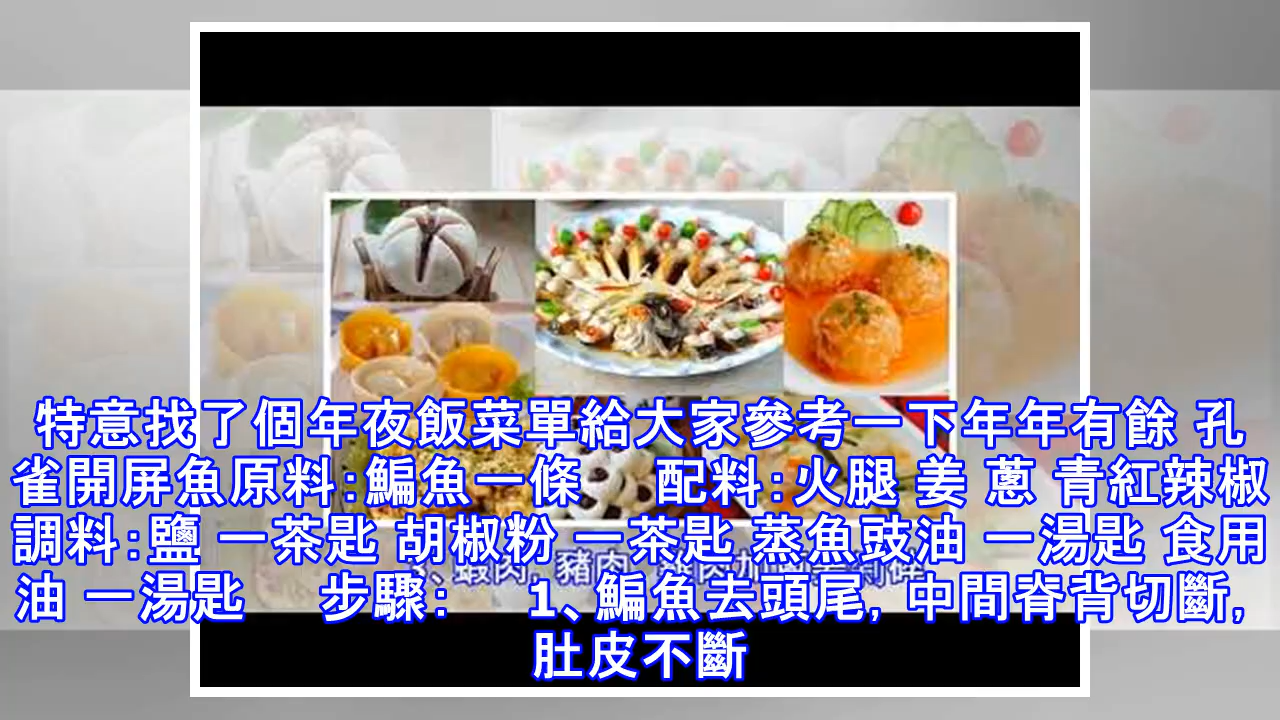 特意找了個年夜飯菜單給大家參考一下年年有餘 孔
雀開屏魚原料:鯿魚一條 配料:火腿 姜 蔥 青紅辣椒
調料:鹽 一茶匙 胡椒粉 一茶匙 蒸魚豉油 一湯匙 食用
油 一湯匙 步驟: 1、鯿魚去頭尾, 中間脊背切斷,
肚皮不斷